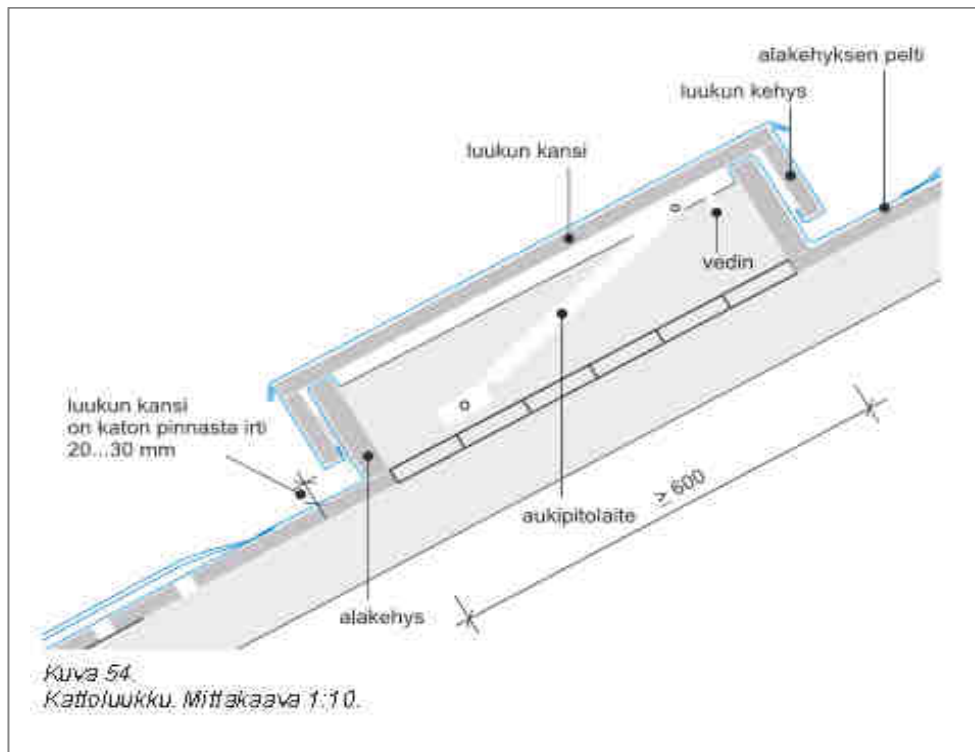 alakehyksen pelti
luukun kehys
luukun kansi
vedin
luukun kansi
on katon pinnasta irti
20...30 mm
> 600
aukipitolaite
alakehys
Kuva 54.
Kattoluukku. Mittakaava 1:10.